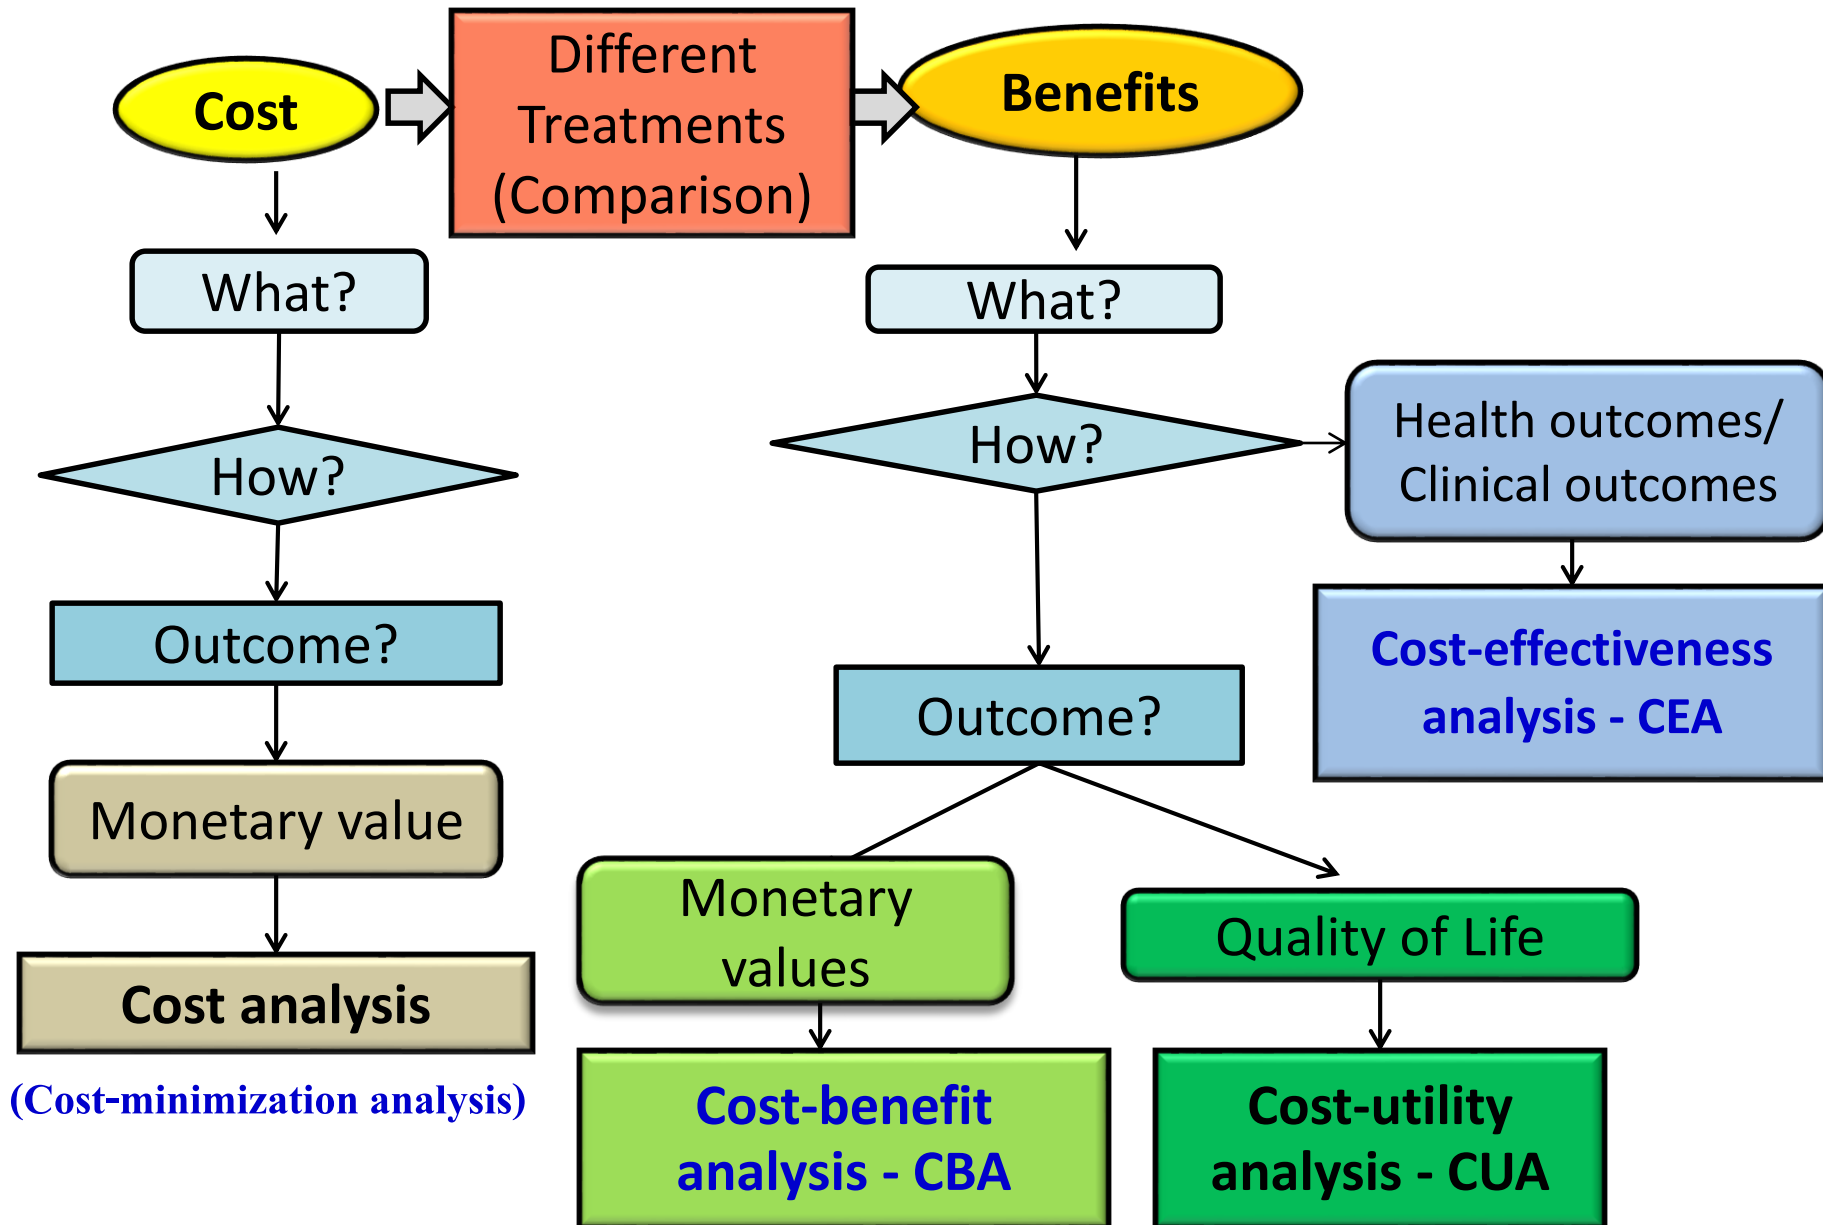 Cost
Different
Treatments
(Comparison)
Benefits
What?
How?
Outcome?
Monetary value
Cost analysis
(Cost-minimization analysis)
What?
How?
Health outcomes/
Clinical outcomes
Cost-effectiveness
analysis - CEA
Outcome?
Monetary
values
Cost-benefit
analysis - CBA
Quality of Life
Cost-utility
analysis - CUA